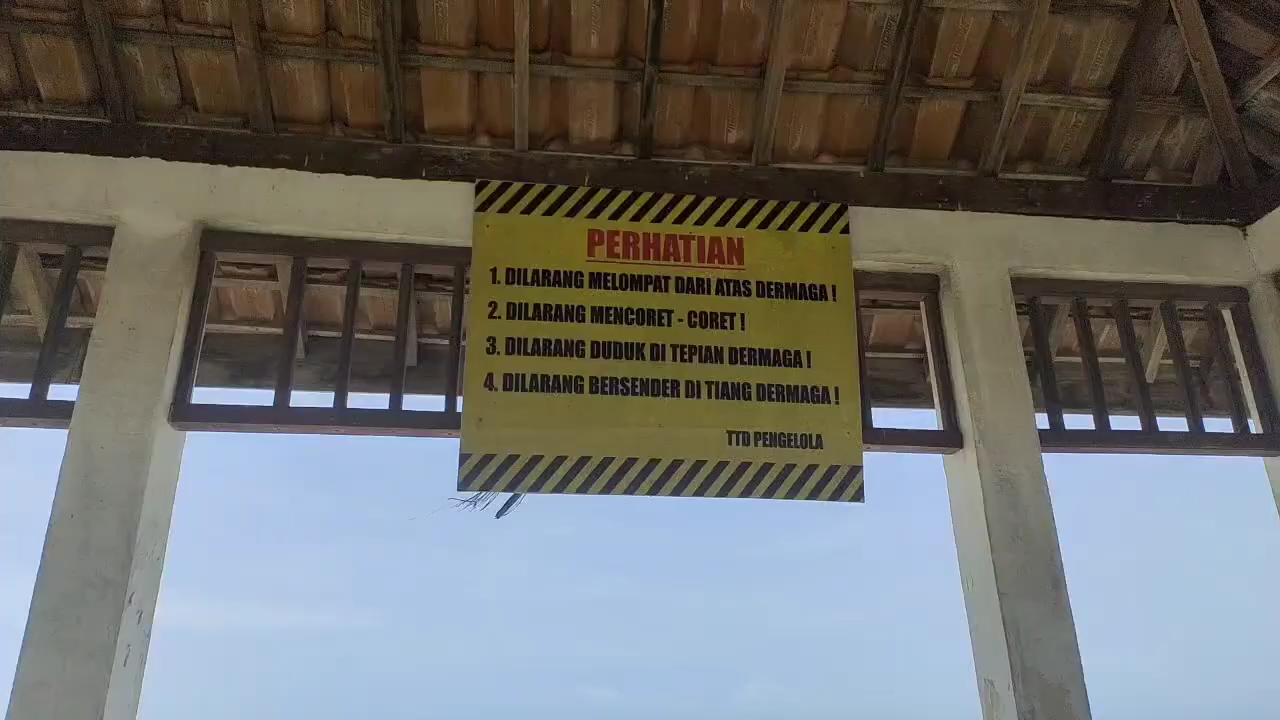 PERHATIAN
1. DILARANG MELOMPAT DARI ATAS DERMAGA !
2. DILARANG MENCORET - CORET !
3. DILARANG DUDUK DI TEPIAN DERMAGA !
4. DILARANG BERSENDER DI TIANG DERMAGA !
TTD PENGELOLA